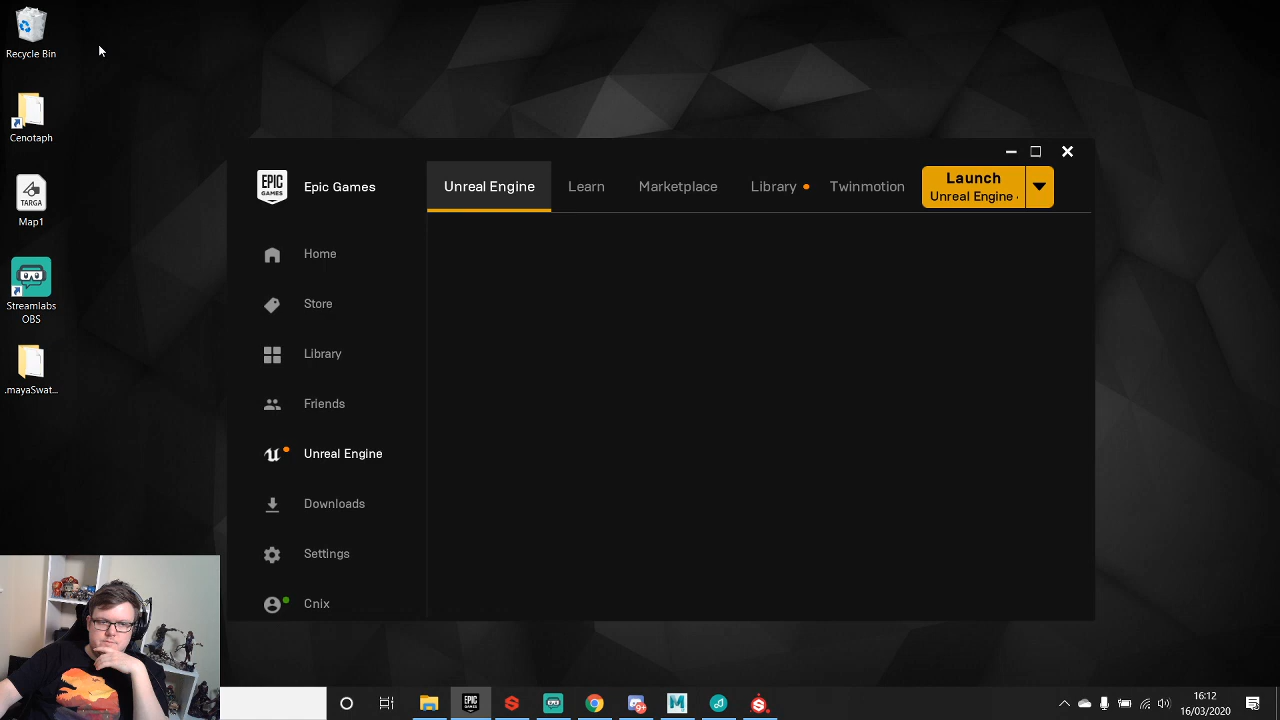 Recycle Bin
Cenotaph
TARGA
Map1
Streamlabs
OBS
.mayaSwat...
EPIC
GAMES
Epic Games
Home
Store
Library
Friends
Unreal Engine
Downloads
Settings
Cnix
Unreal Engine
Learn
Marketplace
Library
Twinmotion
Launch
Unreal Engine
16:12
16/03/2020